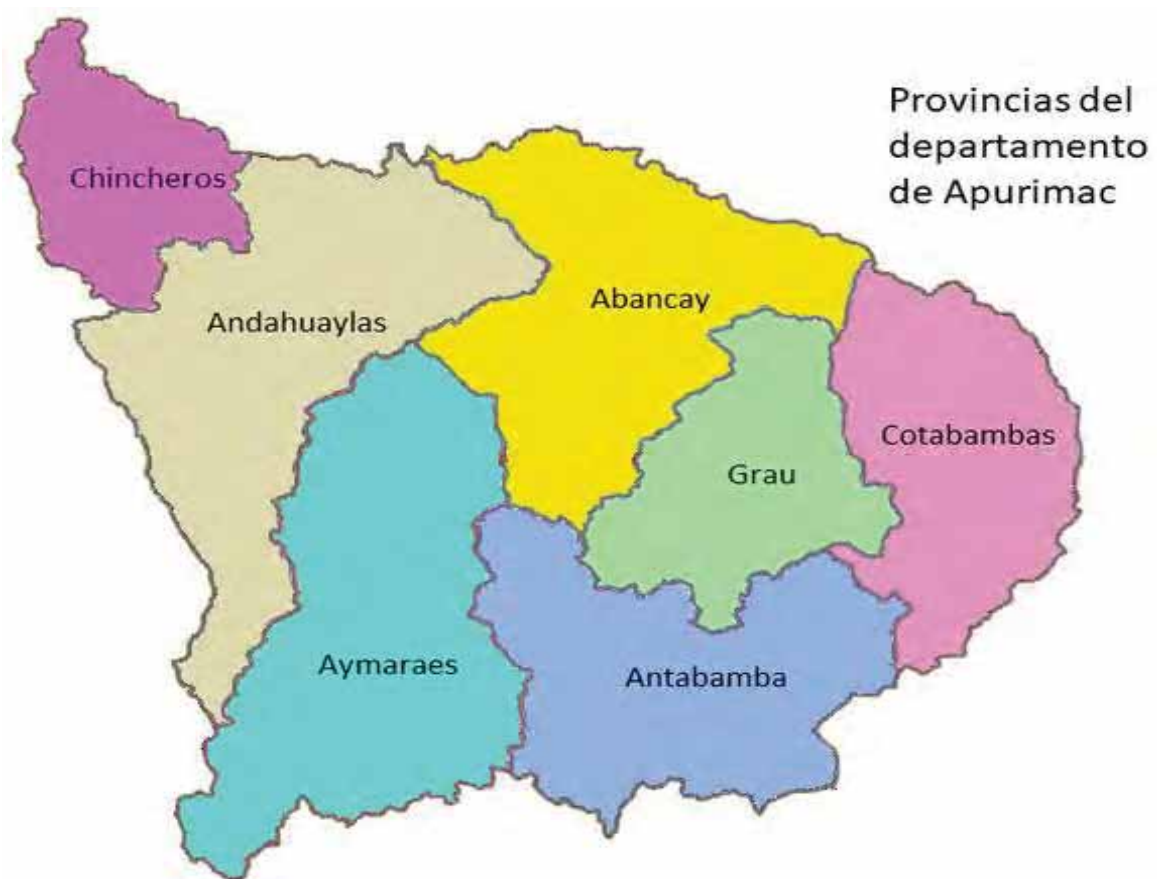 Provincias del
departamento
de Apurimac
Chincheros
Andahuaylas
Abancay
Cotabambas
Grau
Aymaraes
Antabamba